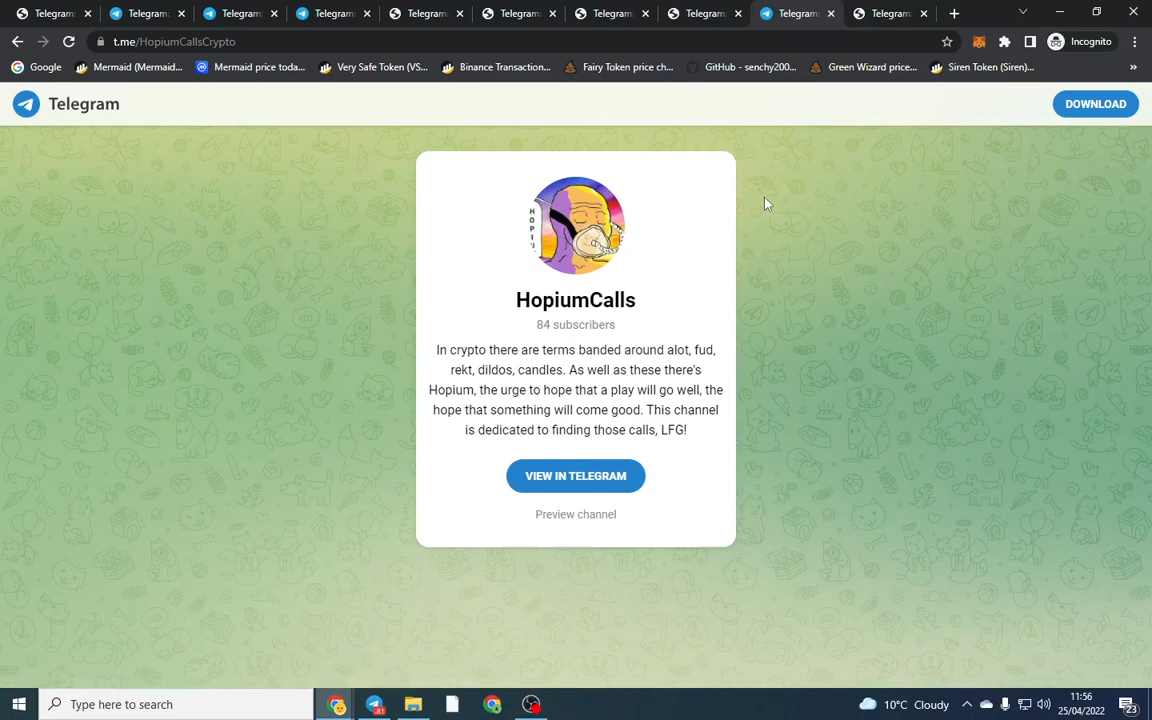 Telegram: Telegram: Telegram: Telegram: Telegram: Telegram: Telegram: Telegram: Telegram: Telegram:
t.me/HopiumCallsCrypto Incognito
Google Mermaid (Mermaid... Mermaid price toda... Very Safe Token (VS... Binance Transaction... Fairy Token price ch... GitHub - senchy200... Green Wizard price... Siren Token (Siren)... »
Telegram DOWNLOAD
HOPIU
HopiumCalls
84 subscribers
In crypto there are terms banded around alot, fud,
rekt, dildos, candles. As well as these there's
Hopium, the urge to hope that a play will go well, the
hope that something will come good. This channel
is dedicated to finding those calls, LFG!
VIEW IN TELEGRAM
Preview channel
Type here to search 10°C Cloudy 11:56
25/04/2022 23